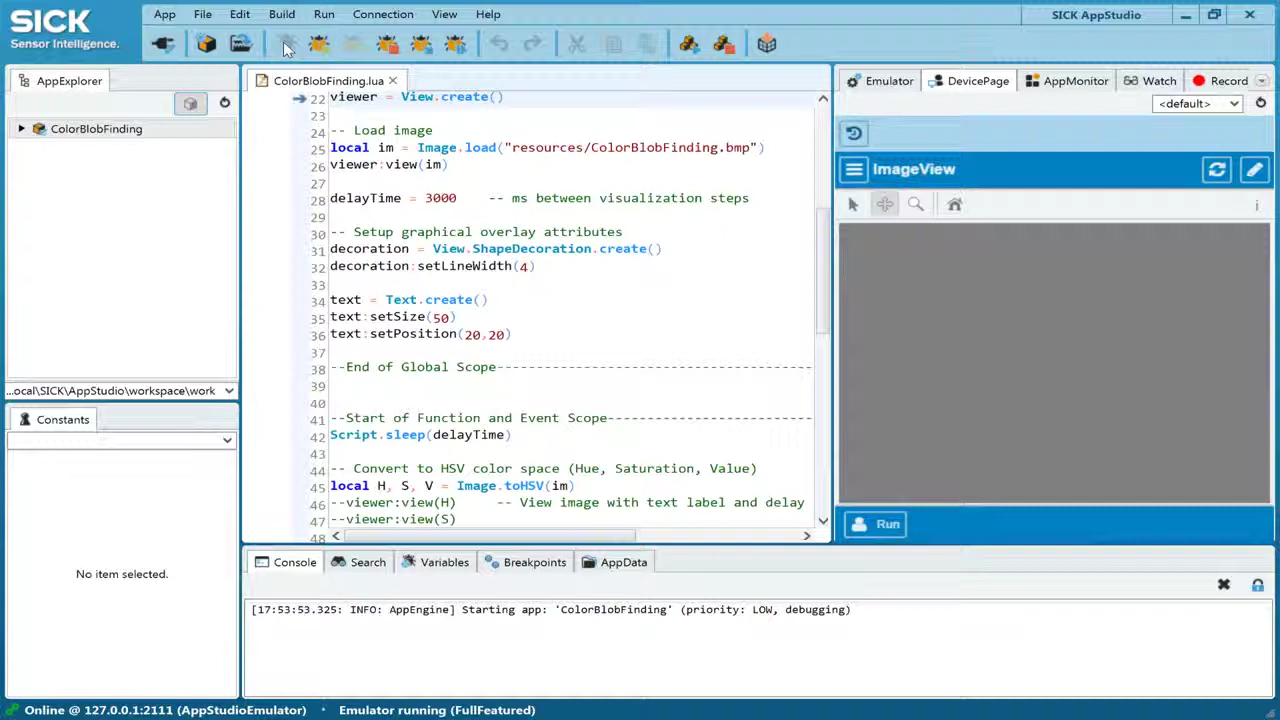 SICK
Sensor Intelligence.
App File Edit Build Run Connection View Help
SICK AppStudio
AppExplorer
ColorBlobFinding
...ocal\SICK\AppStudio\workspace\work
Constants
No item selected.
ColorBlobFinding.lua
22 viewer = View.create()
23
24 -- Load image
25 local im = Image.load("resources/ColorBlobFinding.bmp")
26 viewer:view(im)
27
28 delayTime = 3000 -- ms between visualization steps
29
30 -- Setup graphical overlay attributes
31 decoration = View.ShapeDecoration.create()
32 decoration:setLineWidth(4)
33
34 text = Text.create()
35 text:setSize(50)
36 text:setPosition(20,20)
37
38 --End of Global Scope----------------------------------------
39
40
41 --Start of Function and Event Scope--------------------------
42 Script.sleep(delayTime)
43
44 -- Convert to HSV color space (Hue, Saturation, Value)
45 local H, S, V = Image.toHSV(im)
46 --viewer:view(H) -- View image with text label and delay
47 --viewer:view(S)
48
Emulator DevicePage AppMonitor Watch Record
<default>
ImageView
i
Run
Console Search Variables Breakpoints AppData
[17:53:53.325: INFO: AppEngine] Starting app: 'ColorBlobFinding' (priority: LOW, debugging)
Online @ 127.0.0.1:2111 (AppStudioEmulator) Emulator running (FullFeatured)